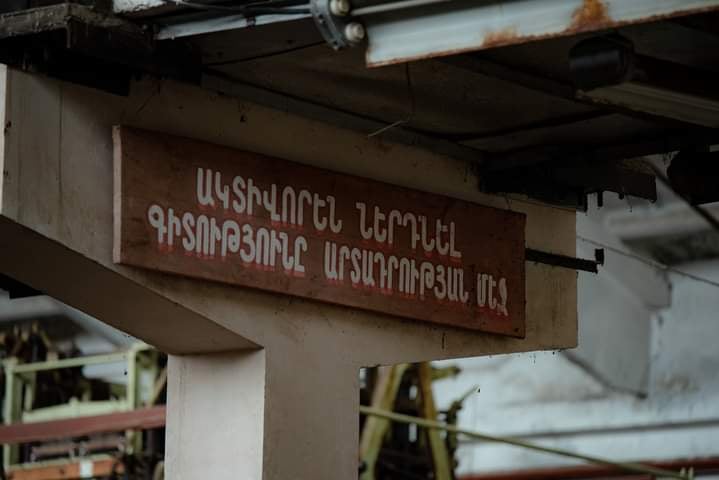 ԱԿՏԻՎՈՐԵՆ ՆԵՐԴՆԵԼ
ԳԻՏՈՒԹՅՈՒՆԸ ԱՐՏԱԴՐՈՒԹՅԱՆ ՄԵՋ